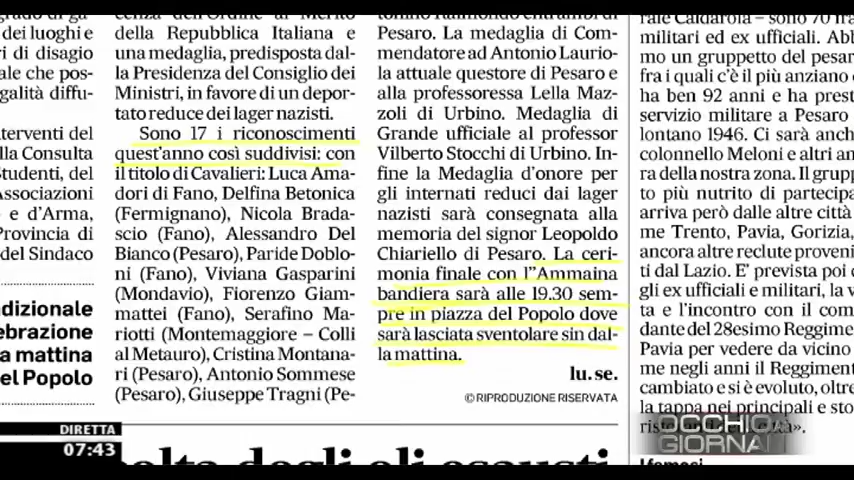 di luoghi e
ri di disagio
ale che pos-
galità diffu-
nterventi del
lla Consulta
Studenti, del
Associazioni
o e d'Arma,
Provincia di
del Sindaco
dizionale
ebrazione
a mattina
el Popolo
della Repubblica Italiana e
una medaglia, predisposta dal-
la Presidenza del Consiglio dei
Ministri, in favore di un depor-
tato reduce dei lager nazisti.
Sono 17 i riconoscimenti
quest'anno così suddivisi: con
il titolo di Cavalieri: Luca Ama-
dori di Fano, Delfina Betonica
(Fermignano), Nicola Brada-
scio (Fano), Alessandro Del
Bianco (Pesaro), Paride Doblo-
ni (Fano), Viviana Gasparini
(Mondavio), Fiorenzo Giam-
mattei (Fano), Serafino Ma-
riotti (Montemaggiore - Colli
al Metauro), Cristina Montana-
ri (Pesaro), Antonio Sommese
(Pesaro), Giuseppe Tragni (Pe-
Pesaro. La medaglia di Com-
mendatore ad Antonio Laurio-
la attuale questore di Pesaro e
alla professoressa Lella Maz-
zoli di Urbino. Medaglia di
Grande ufficiale al professor
Vilberto Stocchi di Urbino. In-
fine la Medaglia d'onore per
gli internati reduci dai lager
nazisti sarà consegnata alla
memoria del signor Leopoldo
Chiariello di Pesaro. La ceri-
monia finale con l''Ammaina
bandiera sarà alle 19.30 sem-
pre in piazza del Popolo dove
sarà lasciata sventolare sin dal-
la mattina.
lu. se.
© RIPRODUZIONE RISERVATA
rale Caldarola – sono 70 fra
militari ed ex ufficiali. Abb
mo un gruppetto del pesar
fra i quali c'è il più anziano c
ha ben 92 anni e ha prest
servizio militare a Pesaro
lontano 1946. Ci sarà anch
colonnello Meloni e altri an
ra della nostra zona. Il grupp
to più nutrito di partecipa
arriva però dalle altre città
me Trento, Pavia, Gorizia,
ancora altre reclute proveni
ti dal Lazio. E' prevista poi
gli ex ufficiali e militari, la v
ta e l'incontro con il com
dante del 28esimo Reggime
Pavia per vedere da vicino
me negli anni il Reggiment
cambiato e si è evoluto, oltre
la tappa nei principali e sto
DIRETTA
07:43
OCCHIO
GIORNA